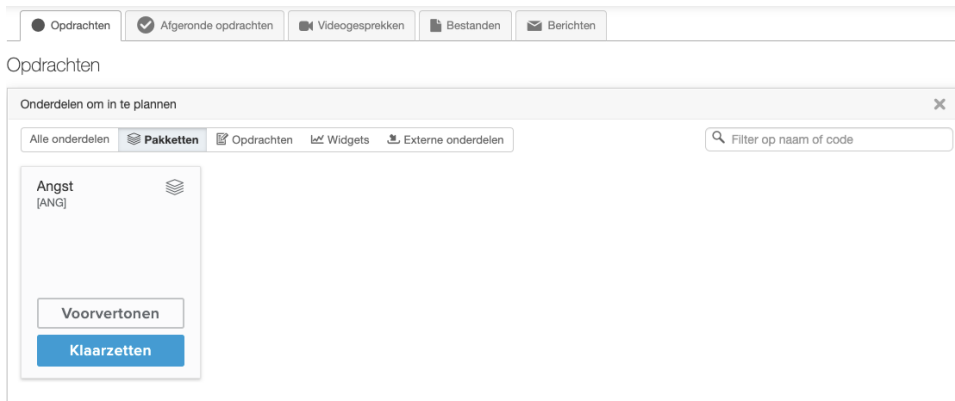 Opdrachten Afgeronde opdrachten Videogesprekken Bestanden Berichten
Opdrachten
Onderdelen om in te plannen
Alle onderdelen Pakketten Opdrachten Widgets Externe onderdelen Filter op naam of code
Angst
[ANG]
Voorvertonen
Klaarzetten